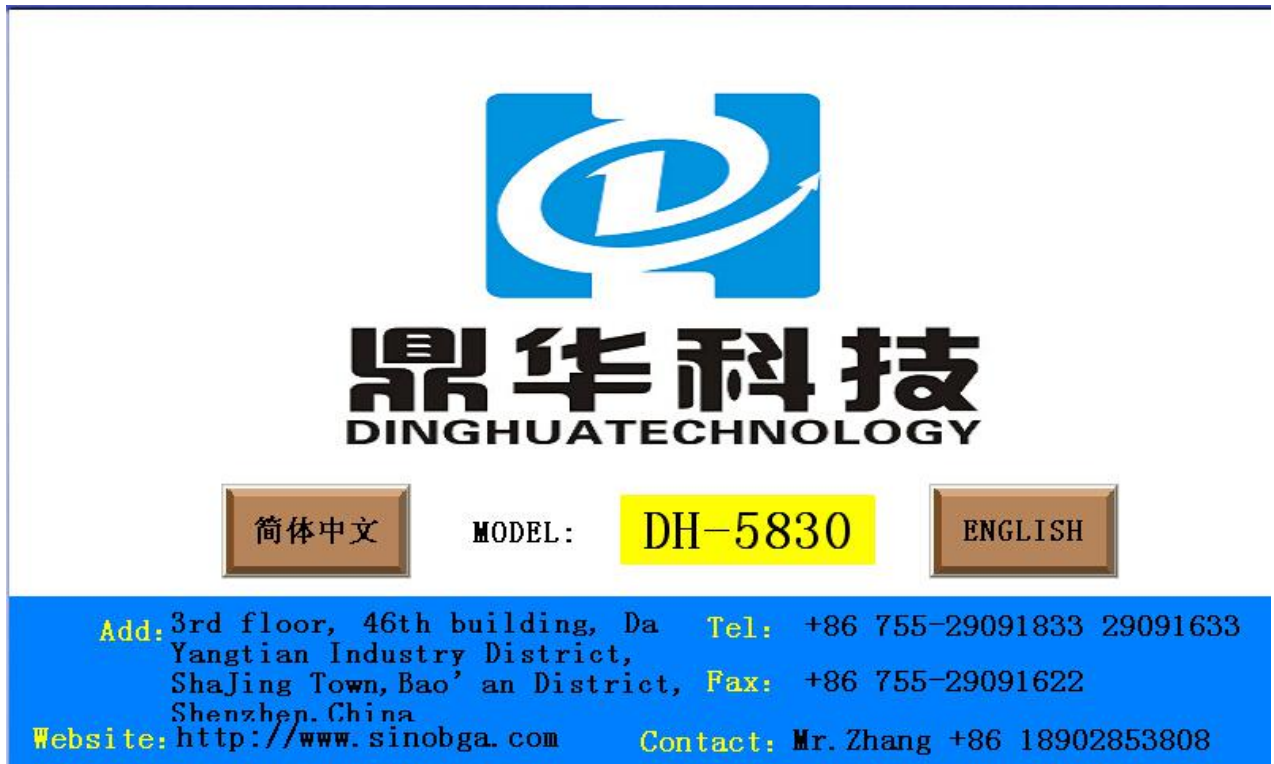 鼎华科技
DINGHUATECHNOLOGY
简体中文
MODEL:
DH-5830
ENGLISH
Add: 3rd floor, 46th building, Da
Yangtian Industry District,
ShaJing Town, Bao'an District,
Shenzhen.China
Tel: +86 755-29091833 29091633
Fax: +86 755-29091622
Website: http://www.sinobga.com
Contact: Mr.Zhang +86 18902853808